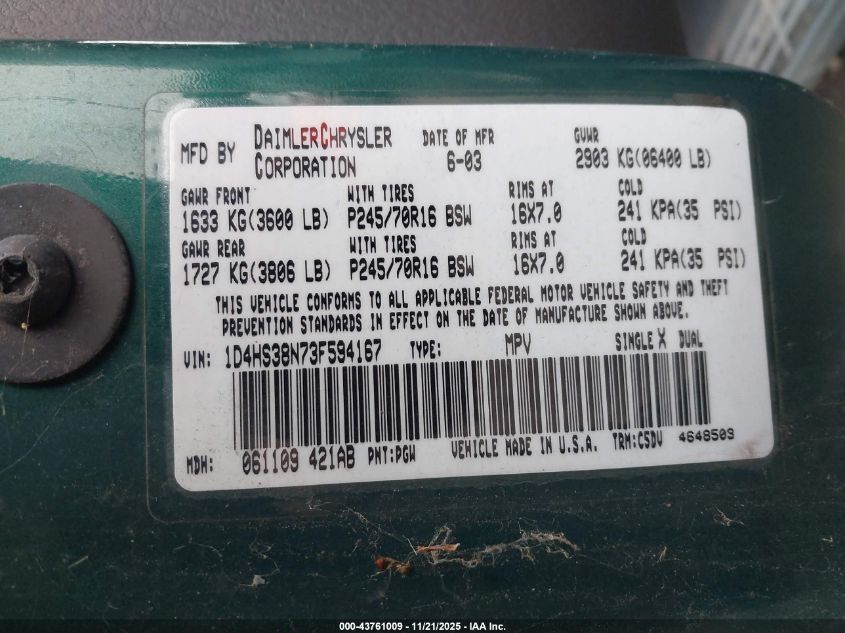 MFD BY DAIMLERCHRYSLER CORPORATION DATE OF MFR 6-03 GVWR 2903 KG(06400 LB)
GAWR FRONT WITH TIRES RIMS AT COLD
1633 KG(3600 LB) P245/70R16 BSW 16X7.0 241 KPA(35 PSI)
GAWR REAR WITH TIRES RIMS AT COLD
1727 KG(3806 LB) P245/70R16 BSW 16X7.0 241 KPA(35 PSI)
THIS VEHICLE CONFORMS TO ALL APPLICABLE FEDERAL MOTOR VEHICLE SAFETY AND THEFT
PREVENTION STANDARDS IN EFFECT ON THE DATE OF MANUFACTURE SHOWN ABOVE.
VIN: 1D4HS38N73F594167 TYPE: MPV SINGLE X DUAL
MDH: 061109 421AB PNT:PGW VEHICLE MADE IN U.S.A. TRM:C5DV 4648503
000-43761009 - 11/21/2025 - IAA Inc.